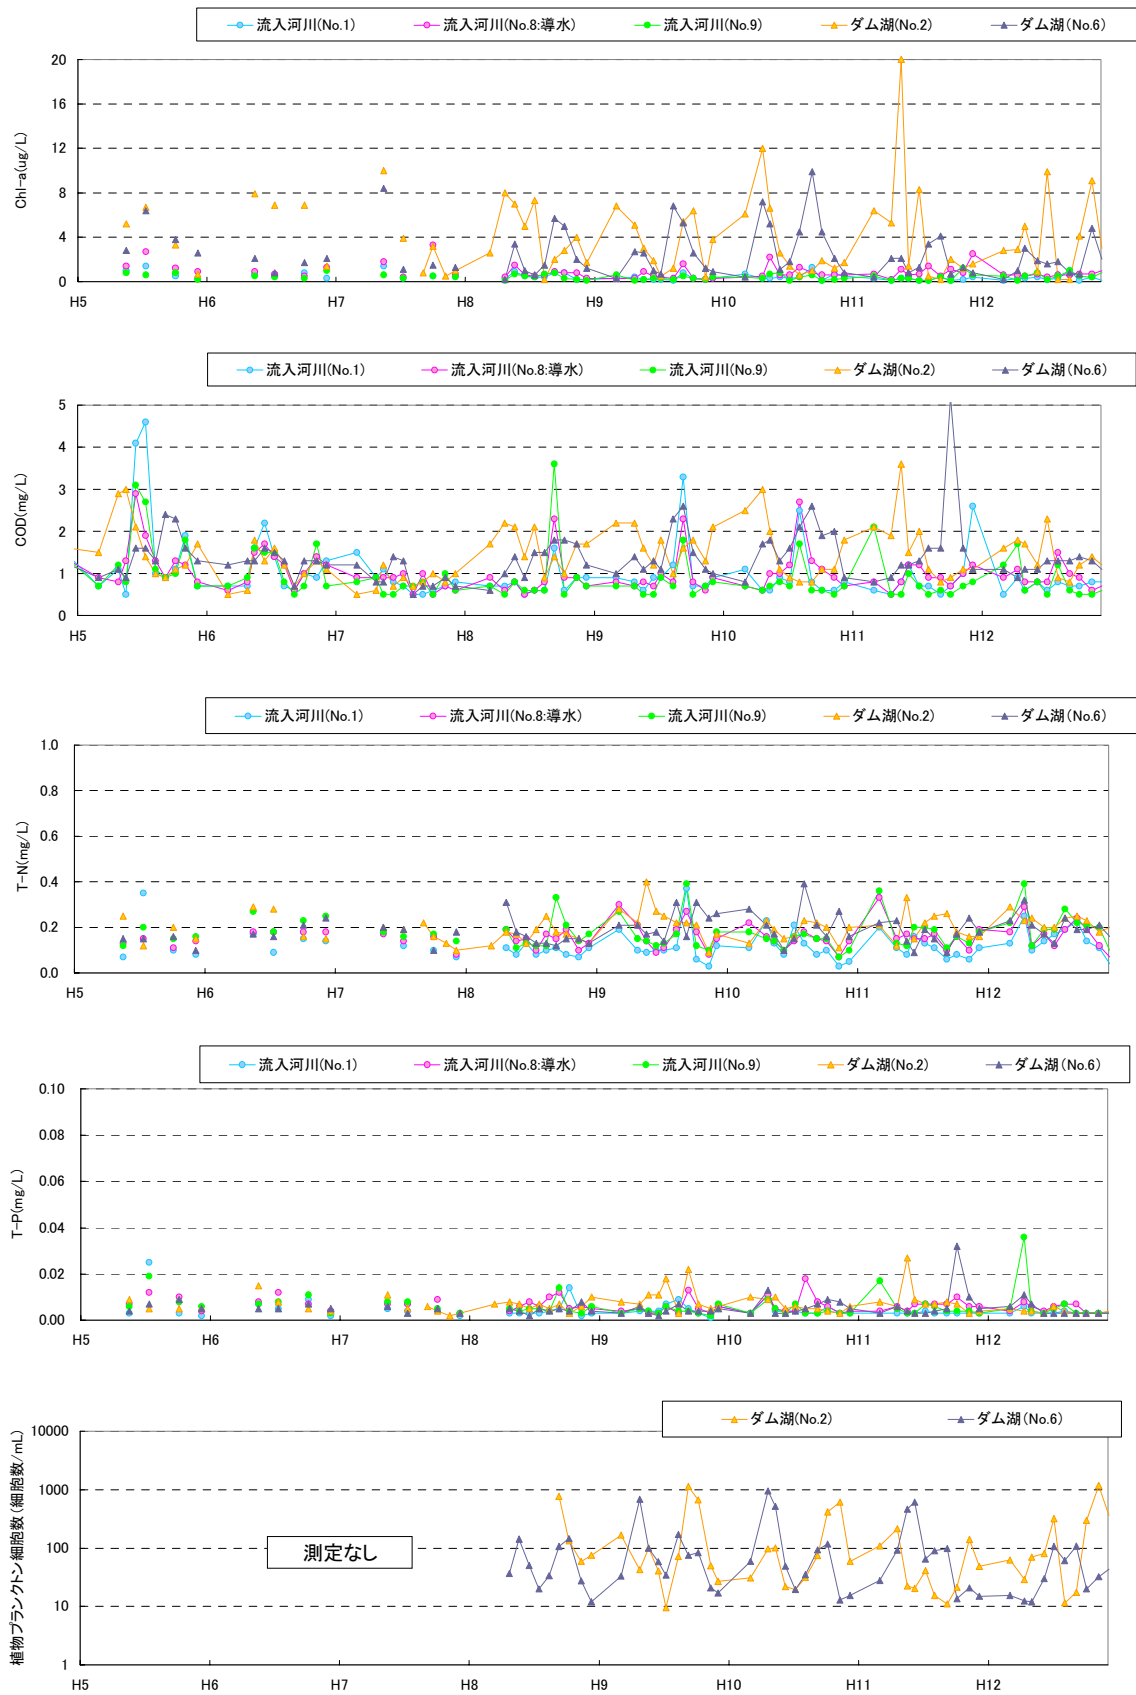 流入河川(No.1) 流入河川(No.8:導水) 流入河川(No.9) ダム湖(No.2) ダム湖(No.6)
Chl-a(ug/L)
20
16
12
8
4
0
H5 H6 H7 H8 H9 H10 H11 H12
流入河川(No.1) 流入河川(No.8:導水) 流入河川(No.9) ダム湖(No.2) ダム湖(No.6)
COD(mg/L)
5
4
3
2
1
0
H5 H6 H7 H8 H9 H10 H11 H12
流入河川(No.1) 流入河川(No.8:導水) 流入河川(No.9) ダム湖(No.2) ダム湖(No.6)
T-N(mg/L)
1.0
0.8
0.6
0.4
0.2
0.0
H5 H6 H7 H8 H9 H10 H11 H12
流入河川(No.1) 流入河川(No.8:導水) 流入河川(No.9) ダム湖(No.2) ダム湖(No.6)
T-P(mg/L)
0.10
0.08
0.06
0.04
0.02
0.00
H5 H6 H7 H8 H9 H10 H11 H12
ダム湖(No.2) ダム湖(No.6)
植物プランクトン細胞数(細胞数/mL)
10000
1000
100
10
1
測定なし
H5 H6 H7 H8 H9 H10 H11 H12